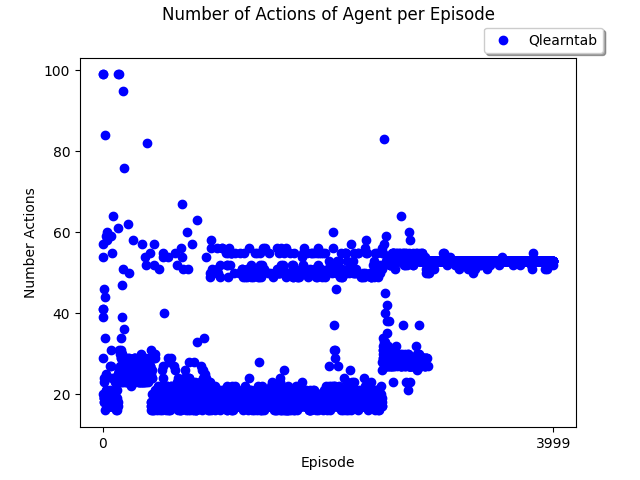 Number of Actions of Agent per Episode
Qlearntab
100
80
60
40
20
Number Actions
0
3999
Episode